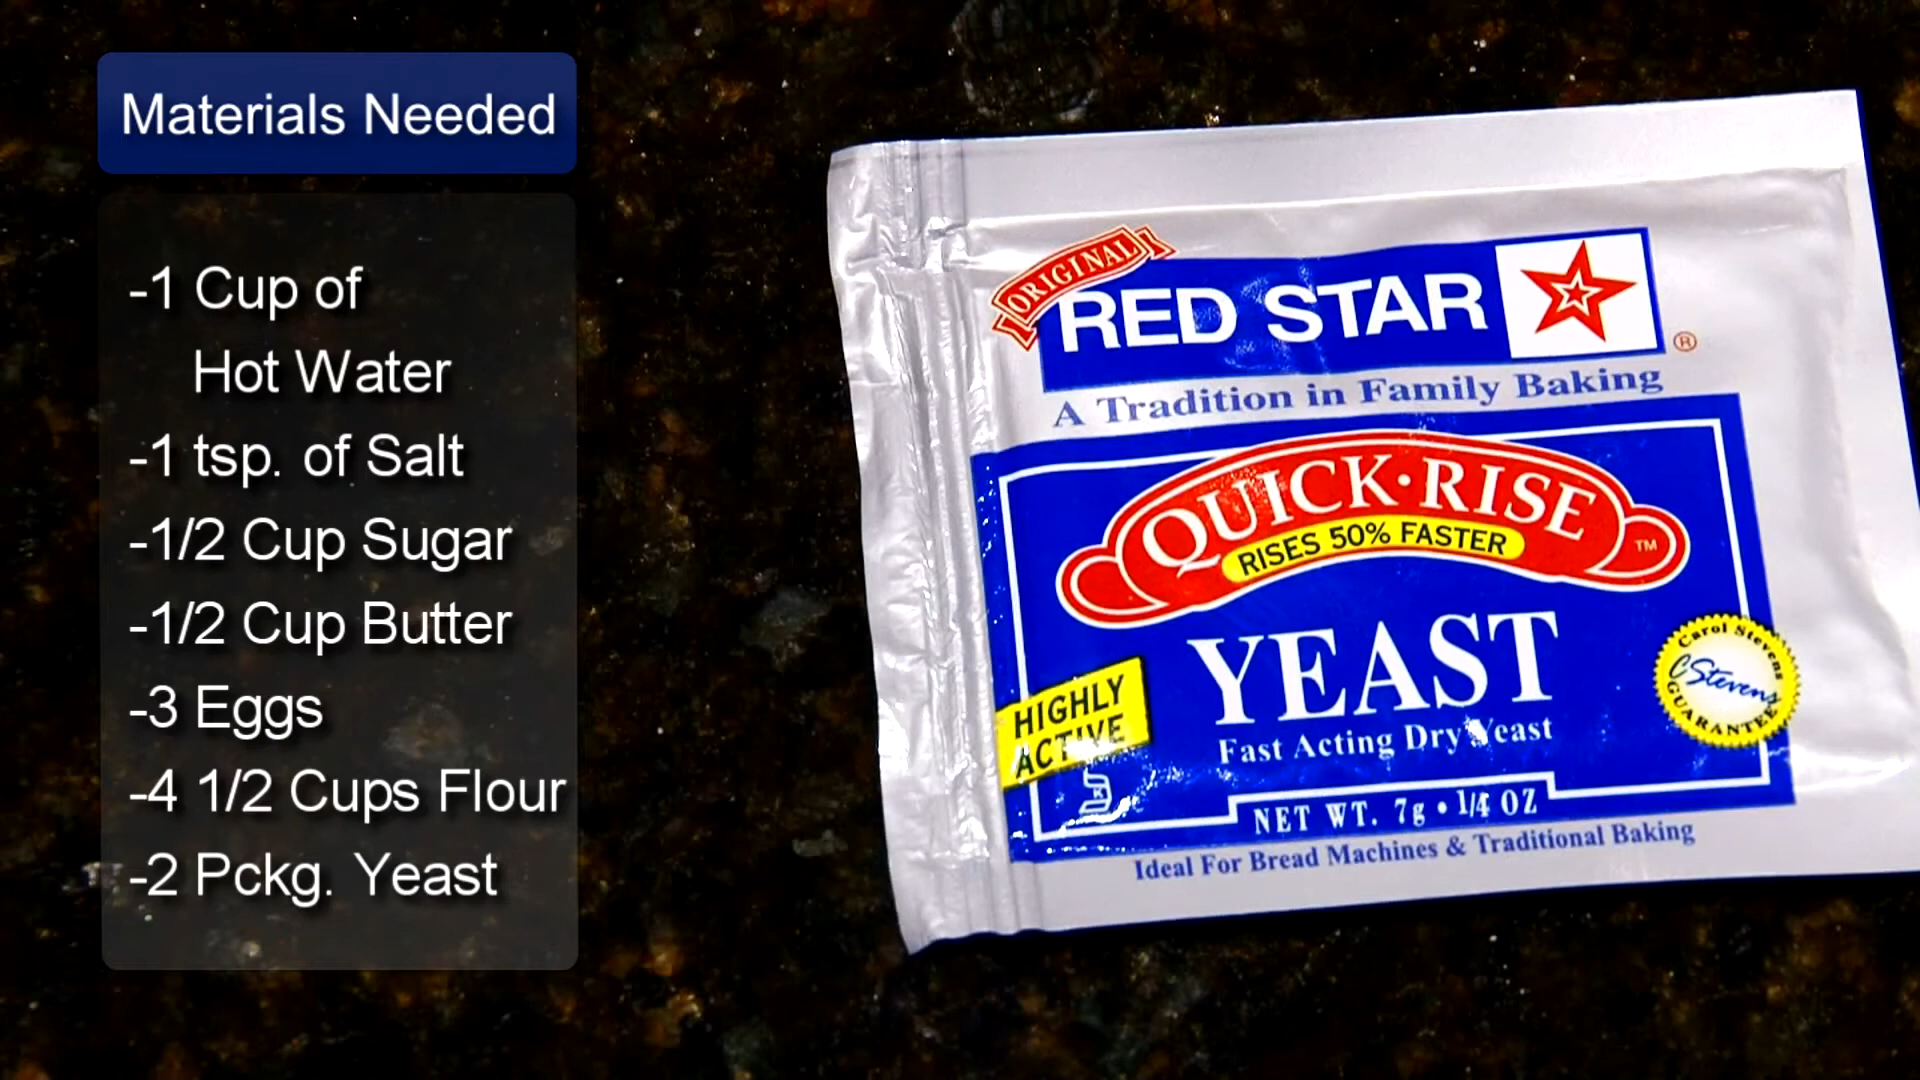 Materials Needed
-1 Cup of
Hot Water
-1 tsp. of Salt
-1/2 Cup Sugar
-1/2 Cup Butter
-3 Eggs
-4 1/2 Cups Flour
-2 Pckg. Yeast
ORIGINAL
RED STAR
®
A Tradition in Family Baking
QUICK·RISE
™
RISES 50% FASTER
YEAST
Fast Acting Dry Yeast
HIGHLY
ACTIVE
K
Carol Stevens
CStevens
GUARANTEE
NET WT. 7g • 1/4 OZ
Ideal For Bread Machines & Traditional Baking